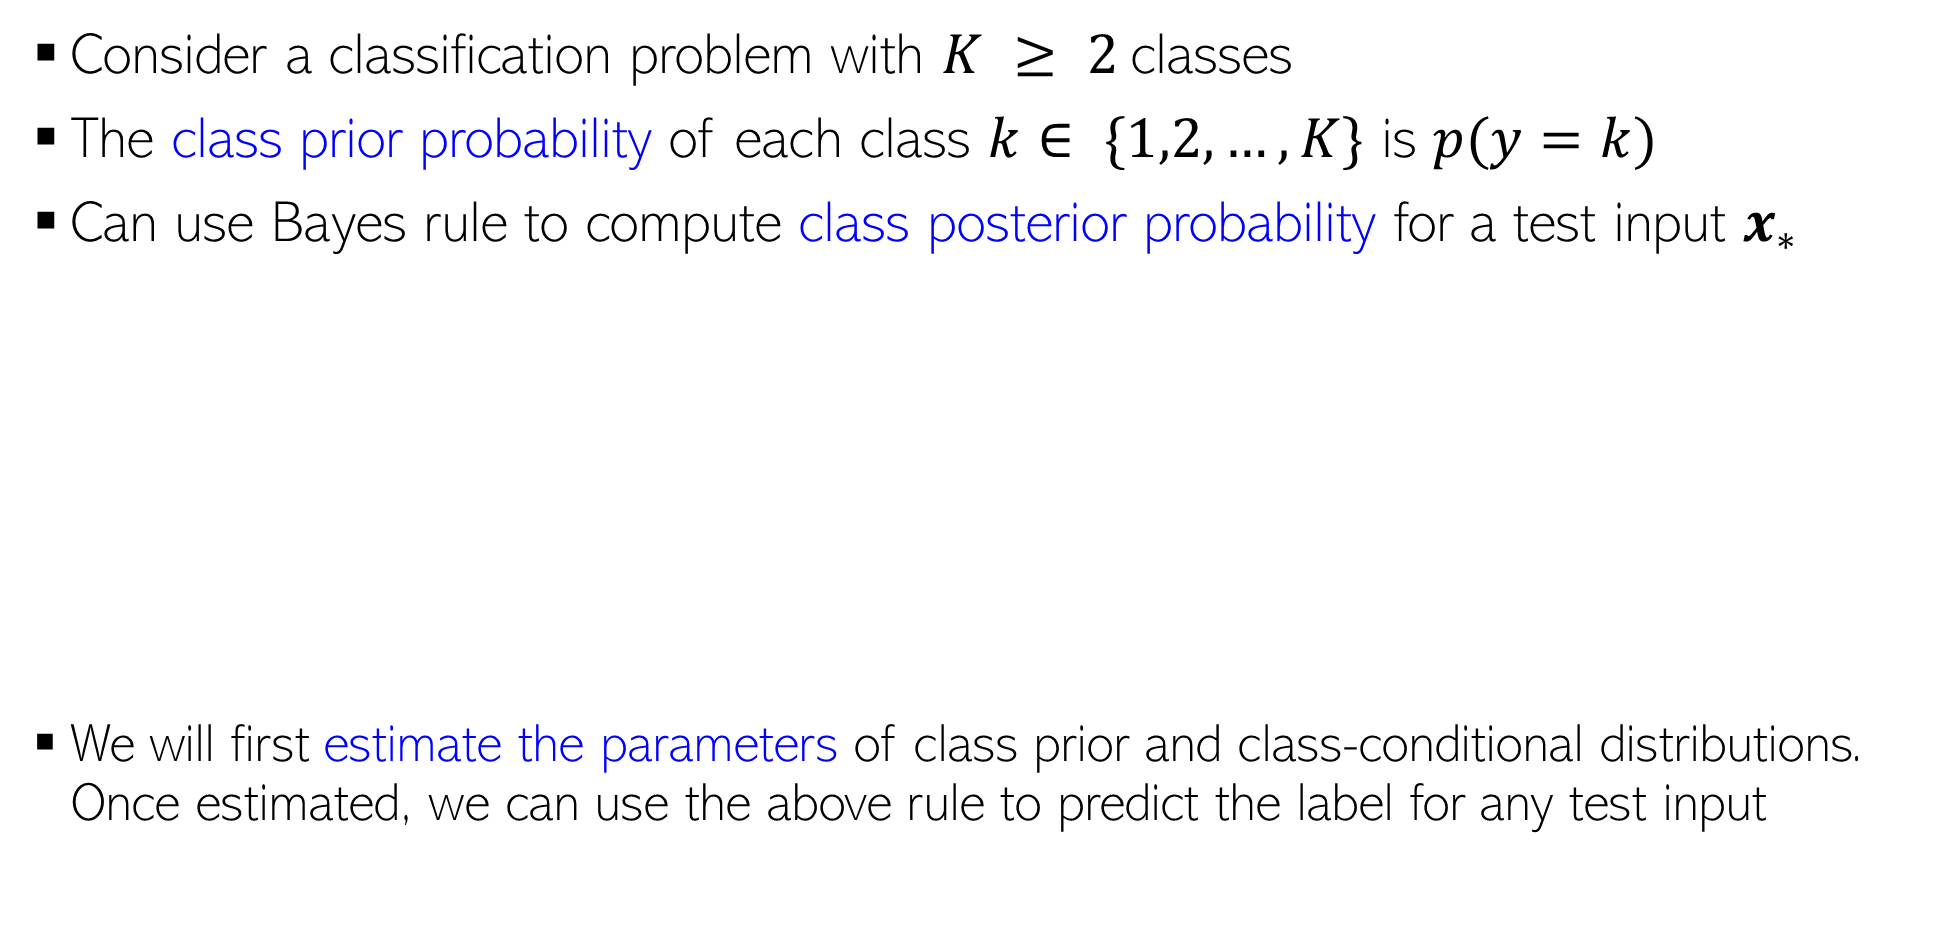 ▪ Consider a classification problem with K ≥ 2 classes
▪ The class prior probability of each class k ∈ {1,2, … , K} is p(y = k)
▪ Can use Bayes rule to compute class posterior probability for a test input x∗
▪ We will first estimate the parameters of class prior and class-conditional distributions.
Once estimated, we can use the above rule to predict the label for any test input